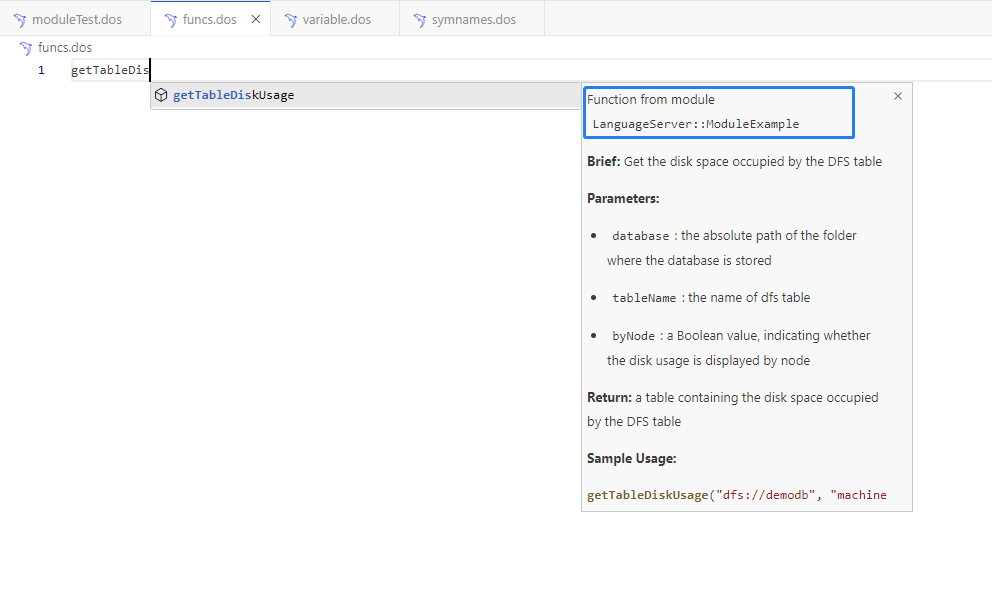 moduleTest.dos funcs.dos variable.dos symnames.dos
funcs.dos
1 getTableDis
getTableDiskUsage
Function from module
LanguageServer::ModuleExample
Brief: Get the disk space occupied by the DFS table
Parameters:
• database : the absolute path of the folder
where the database is stored
• tableName : the name of dfs table
• byNode : a Boolean value, indicating whether
the disk usage is displayed by node
Return: a table containing the disk space occupied
by the DFS table
Sample Usage:
getTableDiskUsage("dfs://demodb", "machine